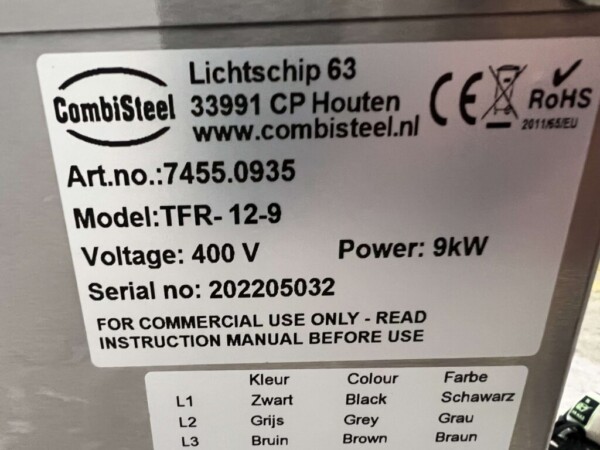 CombiSteel
Lichtschip 63
33991 CP Houten
www.combisteel.nl
CE
RoHS
2011/65/EU
Art.no.:7455.0935
Model:TFR- 12-9
Voltage: 400 V Power: 9kW
Serial no: 202205032
FOR COMMERCIAL USE ONLY - READ
INSTRUCTION MANUAL BEFORE USE
Kleur Colour Farbe
L1 Zwart Black Schawarz
L2 Grijs Grey Grau
L3 Bruin Brown Braun